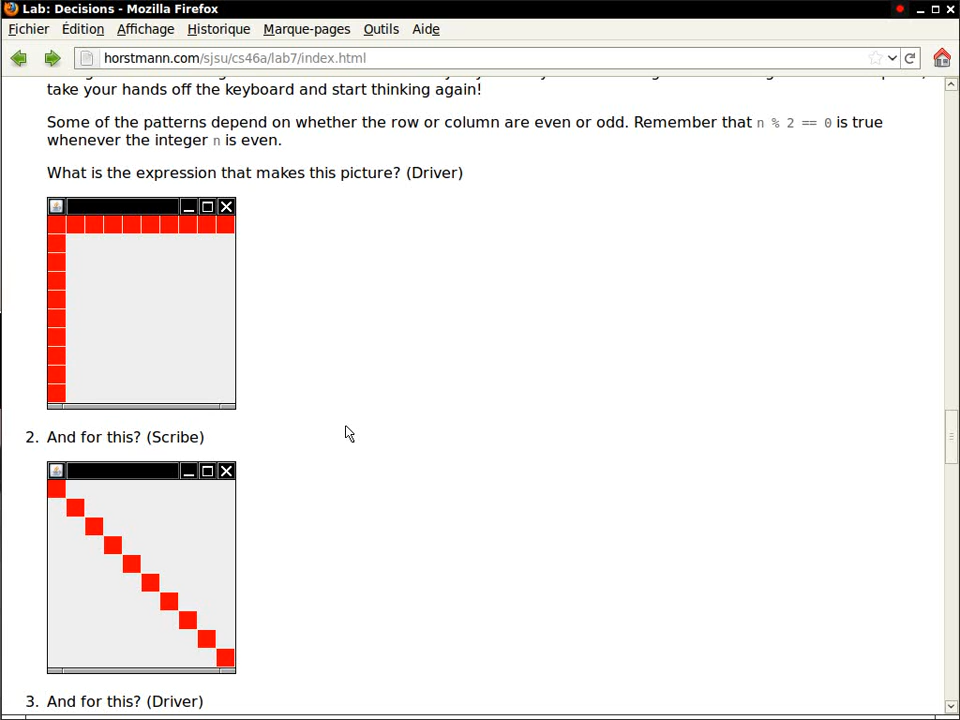 Lab: Decisions - Mozilla Firefox
Fichier Édition Affichage Historique Marque-pages Outils Aide
horstmann.com/sjsu/cs46a/lab7/index.html
take your hands off the keyboard and start thinking again!
Some of the patterns depend on whether the row or column are even or odd. Remember that n % 2 == 0 is true
whenever the integer n is even.
What is the expression that makes this picture? (Driver)
2. And for this? (Scribe)
3. And for this? (Driver)